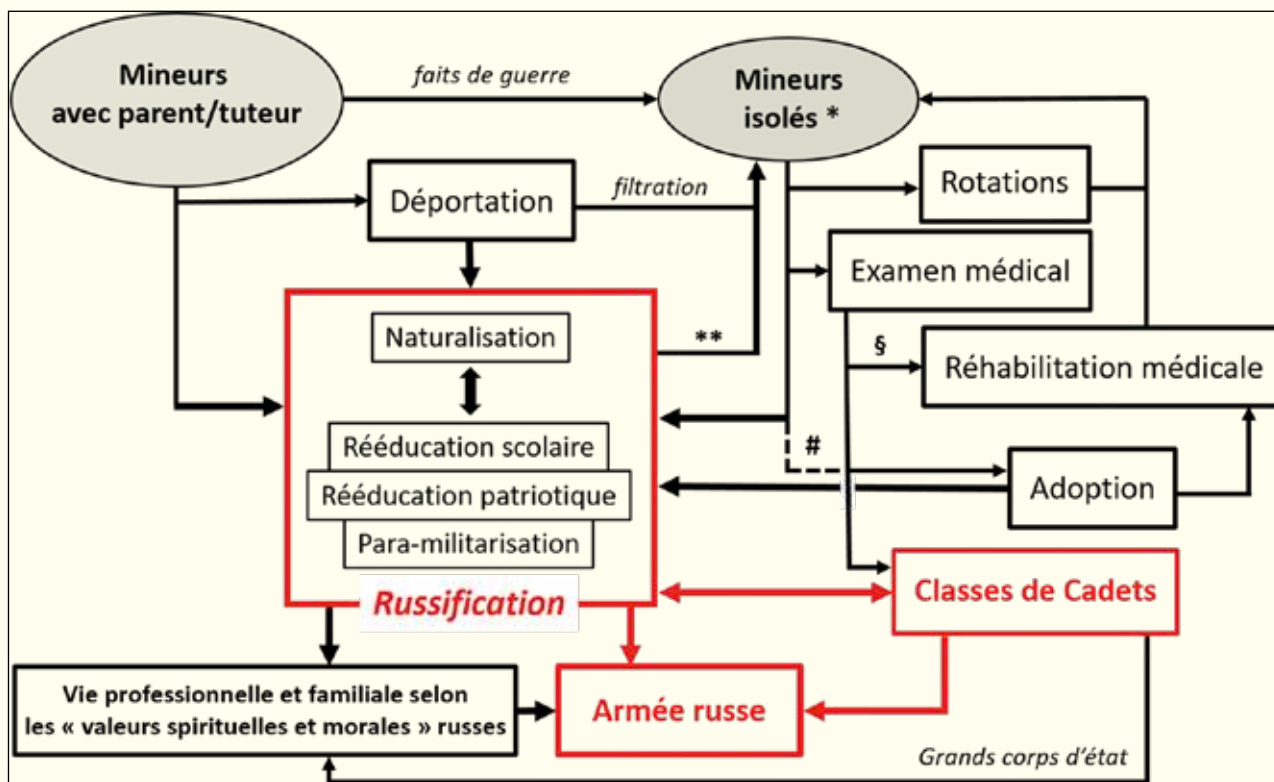 Mineurs
avec parent/tuteur
faits de guerre
Mineurs
isolés *
Déportation
filtration
Rotations
Examen médical
Naturalisation
**
§
Réhabilitation médicale
Rééducation scolaire
#
Rééducation patriotique
Adoption
Para-militarisation
Russification
Classes de Cadets
Vie professionnelle et familiale selon
les « valeurs spirituelles et morales » russes
Armée russe
Grands corps d’état